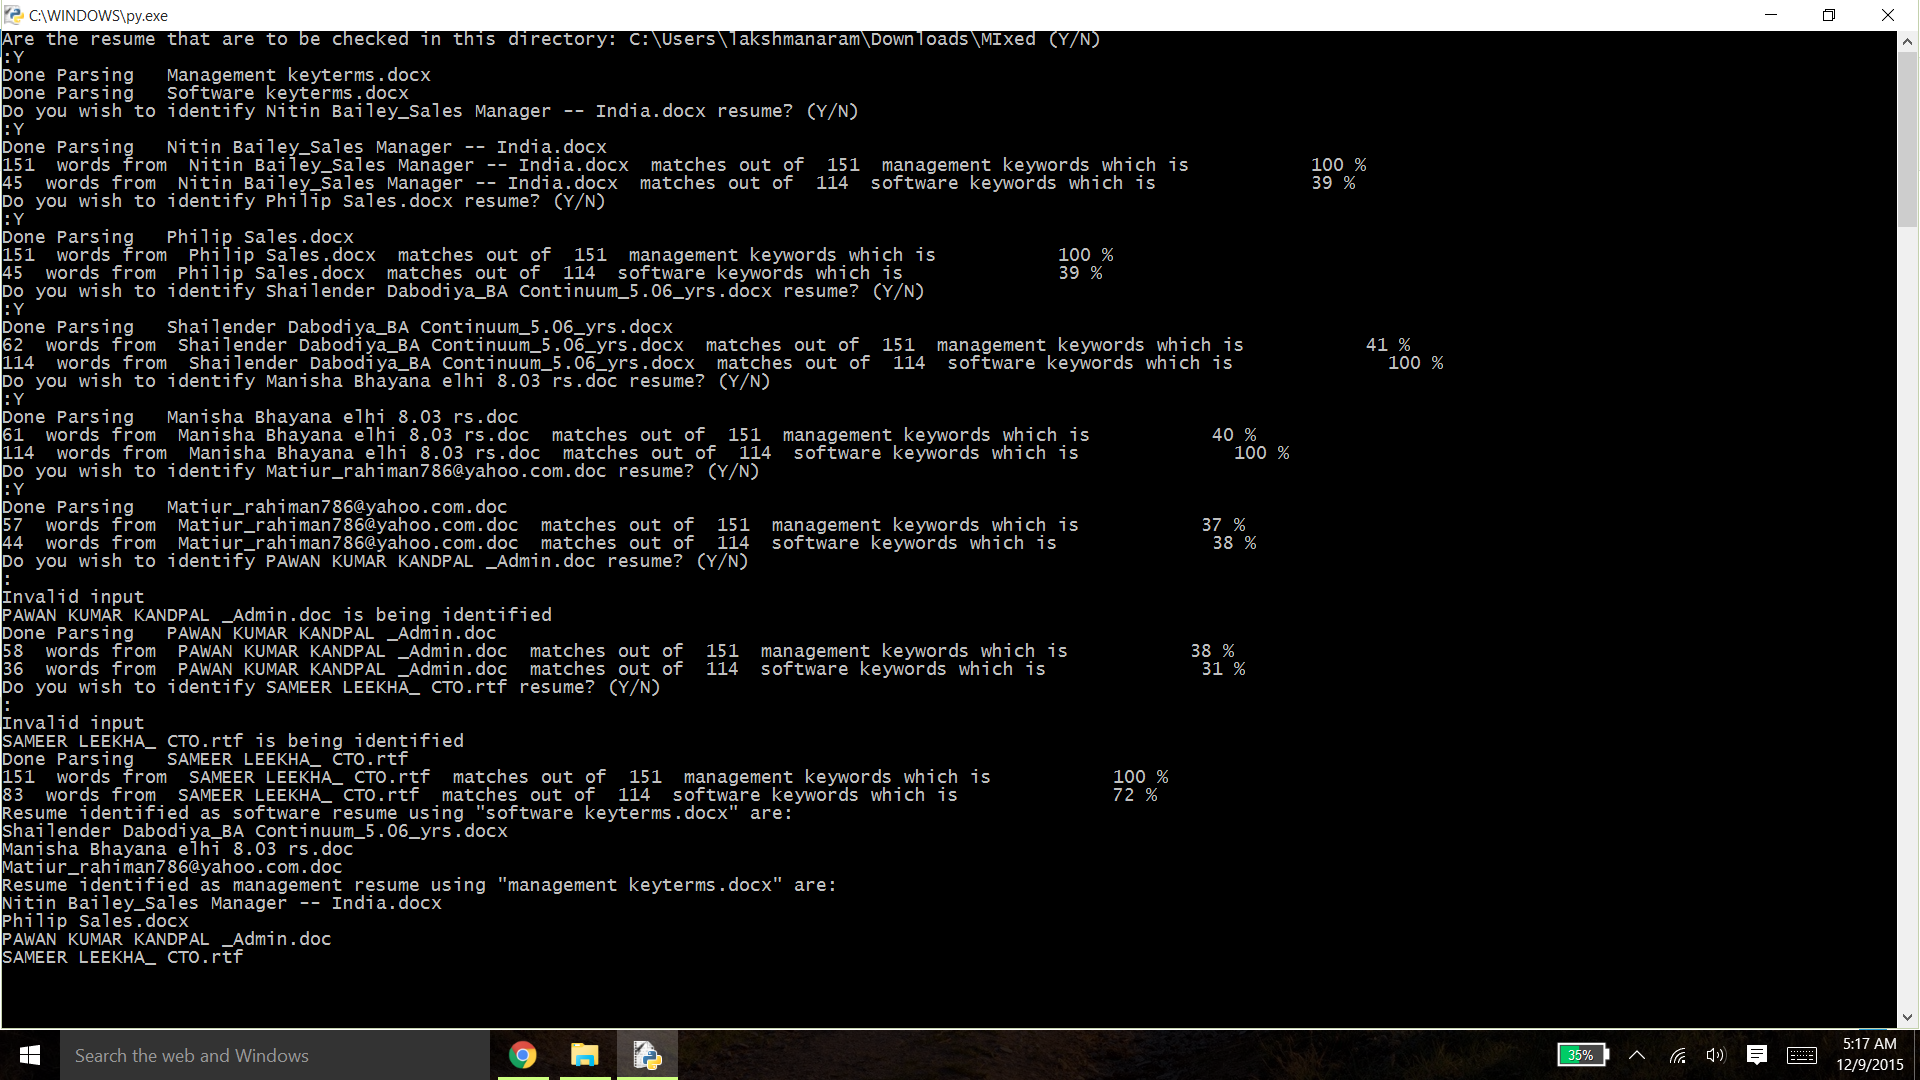 C:\WINDOWS\py.exe
Are the resume that are to be checked in this directory: C:\Users\lakshmanaram\Downloads\MIxed (Y/N)
:Y
Done Parsing   Management keyterms.docx
Done Parsing   Software keyterms.docx
Do you wish to identify Nitin Bailey_Sales Manager -- India.docx resume? (Y/N)
:Y
Done Parsing   Nitin Bailey_Sales Manager -- India.docx
151  words from  Nitin Bailey_Sales Manager -- India.docx  matches out of  151  management keywords which is           100 %
45  words from  Nitin Bailey_Sales Manager -- India.docx  matches out of  114  software keywords which is              39 %
Do you wish to identify Philip Sales.docx resume? (Y/N)
:Y
Done Parsing   Philip Sales.docx
151  words from  Philip Sales.docx  matches out of  151  management keywords which is           100 %
45  words from  Philip Sales.docx  matches out of  114  software keywords which is              39 %
Do you wish to identify Shailender Dabodiya_BA Continuum_5.06_yrs.docx resume? (Y/N)
:Y
Done Parsing   Shailender Dabodiya_BA Continuum_5.06_yrs.docx
62  words from  Shailender Dabodiya_BA Continuum_5.06_yrs.docx  matches out of  151  management keywords which is           41 %
114  words from  Shailender Dabodiya_BA Continuum_5.06_yrs.docx  matches out of  114  software keywords which is              100 %
Do you wish to identify Manisha Bhayana elhi 8.03 rs.doc resume? (Y/N)
:Y
Done Parsing   Manisha Bhayana elhi 8.03 rs.doc
61  words from  Manisha Bhayana elhi 8.03 rs.doc  matches out of  151  management keywords which is           40 %
114  words from  Manisha Bhayana elhi 8.03 rs.doc  matches out of  114  software keywords which is              100 %
Do you wish to identify Matiur_rahiman786@yahoo.com.doc resume? (Y/N)
:Y
Done Parsing   Matiur_rahiman786@yahoo.com.doc
57  words from  Matiur_rahiman786@yahoo.com.doc  matches out of  151  management keywords which is           37 %
44  words from  Matiur_rahiman786@yahoo.com.doc  matches out of  114  software keywords which is              38 %
Do you wish to identify PAWAN KUMAR KANDPAL _Admin.doc resume? (Y/N)
:
Invalid input
PAWAN KUMAR KANDPAL _Admin.doc is being identified
Done Parsing   PAWAN KUMAR KANDPAL _Admin.doc
58  words from  PAWAN KUMAR KANDPAL _Admin.doc  matches out of  151  management keywords which is           38 %
36  words from  PAWAN KUMAR KANDPAL _Admin.doc  matches out of  114  software keywords which is              31 %
Do you wish to identify SAMEER LEEKHA_ CTO.rtf resume? (Y/N)
:
Invalid input
SAMEER LEEKHA_ CTO.rtf is being identified
Done Parsing   SAMEER LEEKHA_ CTO.rtf
151  words from  SAMEER LEEKHA_ CTO.rtf  matches out of  151  management keywords which is           100 %
83  words from  SAMEER LEEKHA_ CTO.rtf  matches out of  114  software keywords which is              72 %
Resume identified as software resume using "software keyterms.docx" are:
Shailender Dabodiya_BA Continuum_5.06_yrs.docx
Manisha Bhayana elhi 8.03 rs.doc
Matiur_rahiman786@yahoo.com.doc
Resume identified as management resume using "management keyterms.docx" are:
Nitin Bailey_Sales Manager -- India.docx
Philip Sales.docx
PAWAN KUMAR KANDPAL _Admin.doc
SAMEER LEEKHA_ CTO.rtf
Search the web and Windows
35%
5:17 AM
12/9/2015